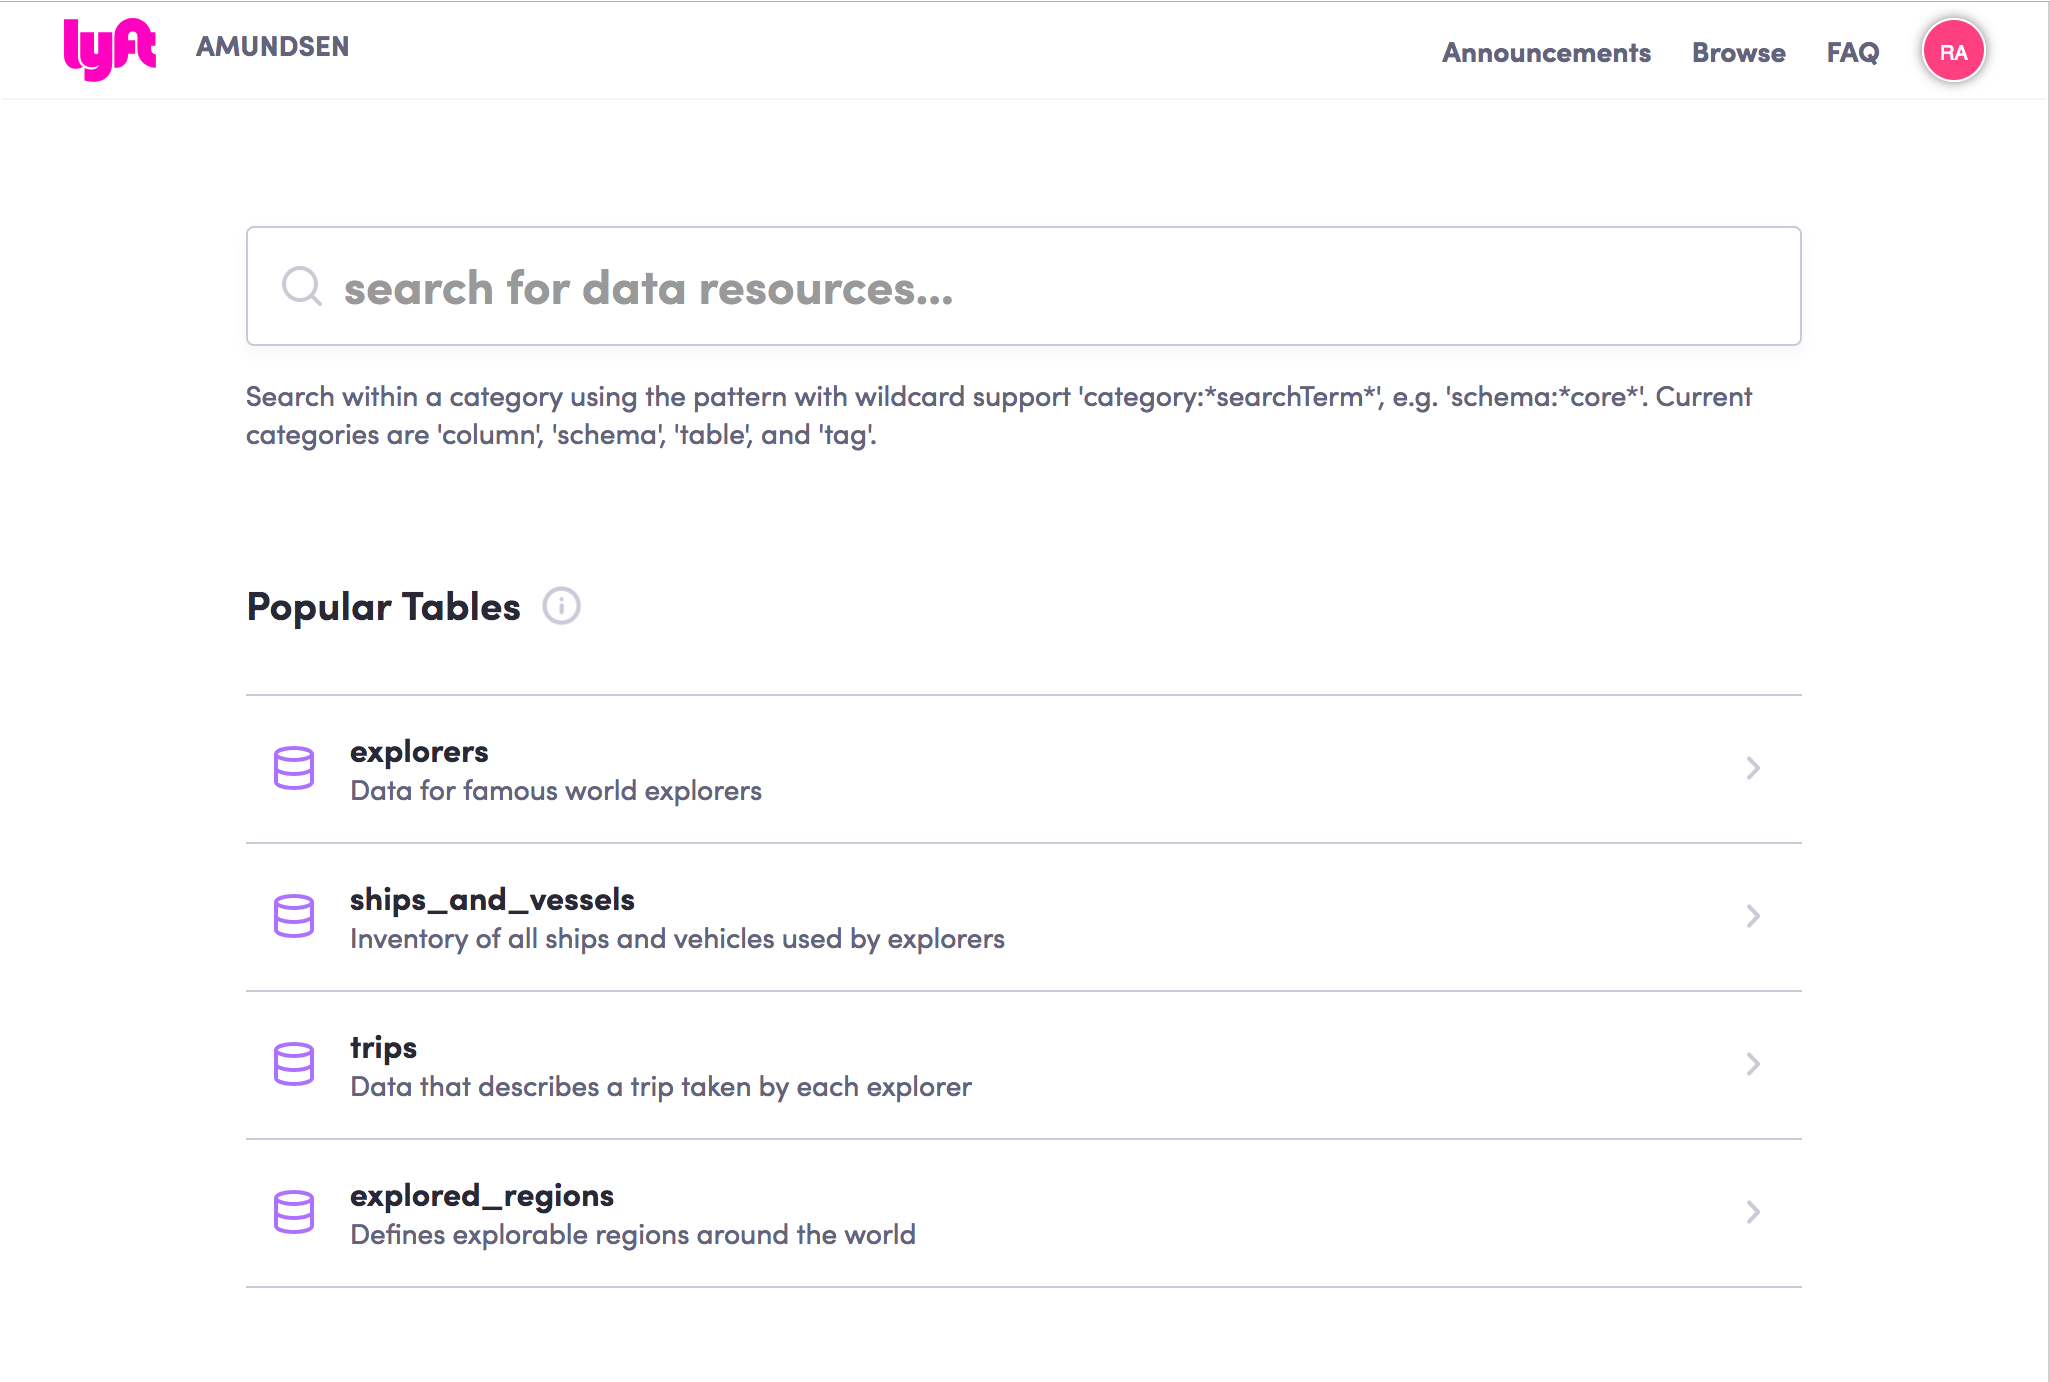 lyft
AMUNDSEN
Announcements
Browse
FAQ
RA
search for data resources...
Search within a category using the pattern with wildcard support 'category:*searchTerm*', e.g. 'schema:*core*'. Current
categories are 'column', 'schema', 'table', and 'tag'.
Popular Tables
explorers
Data for famous world explorers
ships_and_vessels
Inventory of all ships and vehicles used by explorers
trips
Data that describes a trip taken by each explorer
explored_regions
Defines explorable regions around the world